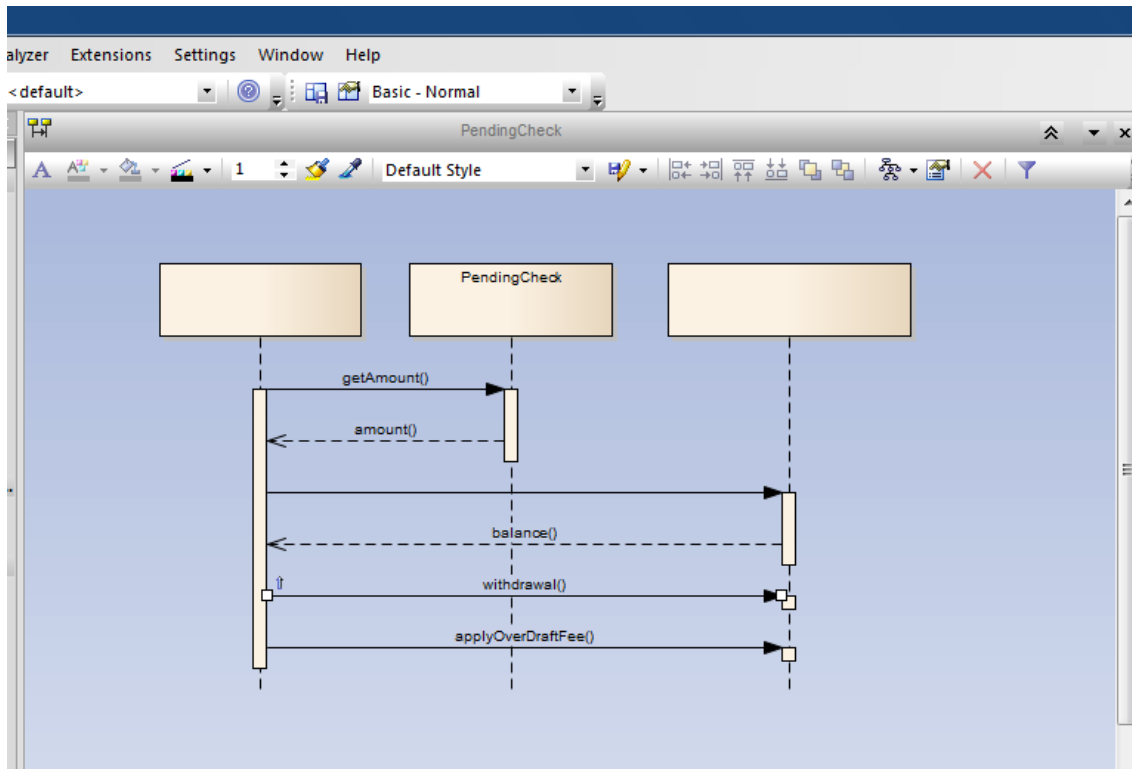 alyzer Extensions Settings Window Help
<default> Basic - Normal
PendingCheck
A 1 Default Style
PendingCheck
getAmount()
amount()
balance()
withdrawal()
applyOverDraftFee()